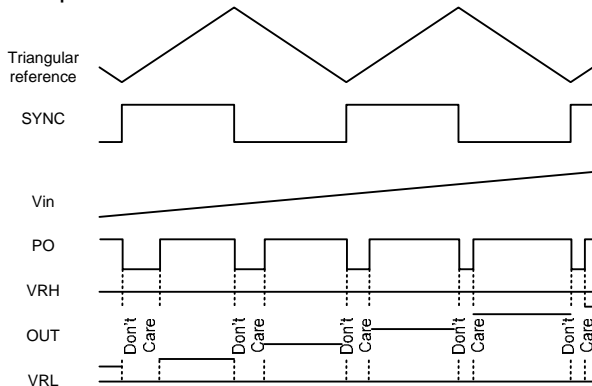 Triangular
reference
SYNC
Vin
PO
VRH
OUT
VRL
Don't
Care
Don't
Care
Don't
Care
Don't
Care
Don't
Care